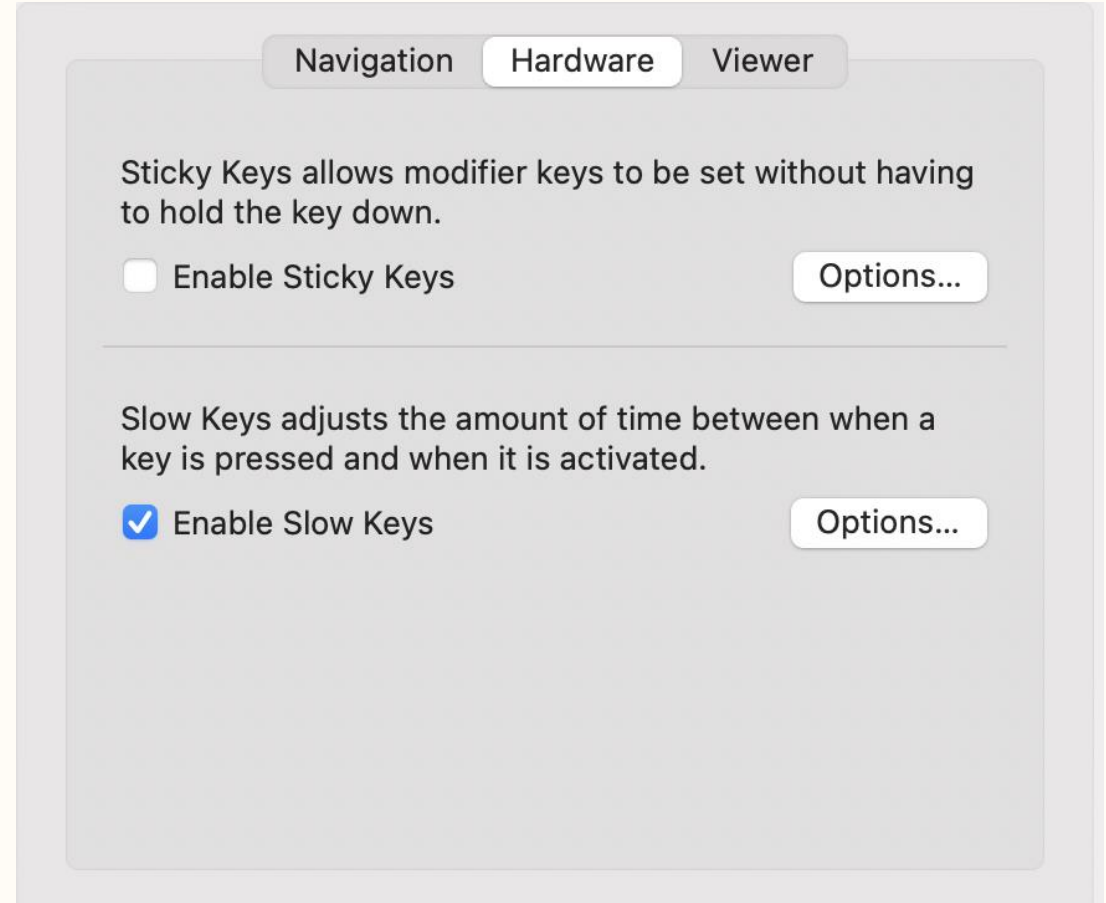 Navigation Hardware Viewer
Sticky Keys allows modifier keys to be set without having
to hold the key down.
Enable Sticky Keys Options...
Slow Keys adjusts the amount of time between when a
key is pressed and when it is activated.
Enable Slow Keys Options...